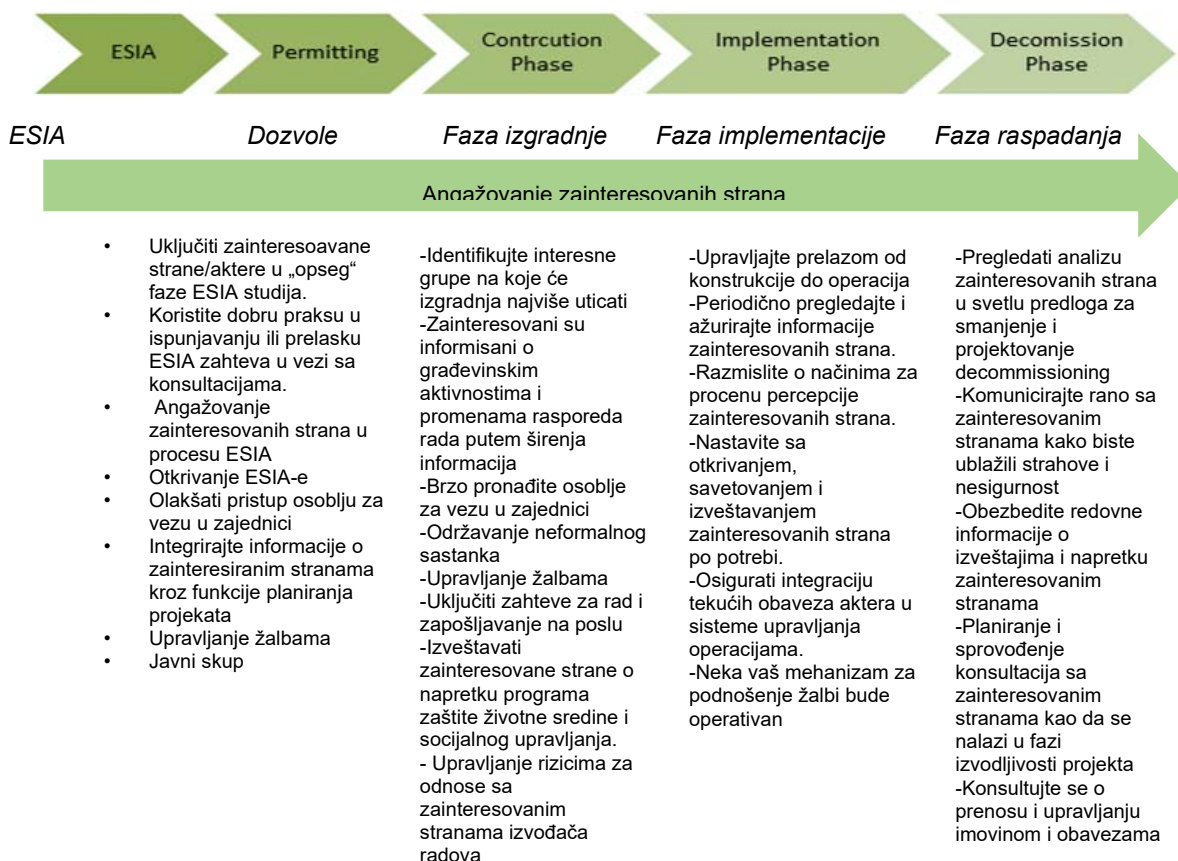 ESIA
Permitting
Contrcution
Phase
Implementation
Phase
Decomission
Phase
ESIA
Dozvole
Faza izgradnje
Faza implementacije
Faza raspadanja
Angažovanje zainteresovanih strana
• Uključiti zainteresoavane
strane/aktere u „opseg“
faze ESIA studija.
• Koristite dobru praksu u
ispunjavanju ili prelasku
ESIA zahteva u vezi sa
konsultacijama.
• Angažovanje
zainteresovanih strana u
procesu ESIA
• Otkrivanje ESIA-e
• Olakšati pristup osoblju za
vezu u zajednici
• Integrirajte informacije o
zainteresiranim stranama
kroz funkcije planiranja
projekata
• Upravljanje žalbama
• Javni skup
-Identifikujte interesne
grupe na koje će
izgradnja najviše uticati
-Zainteresovani su
informisani o
građevinskim
aktivnostima i
promenama rasporeda
rada putem širenja
informacija
-Brzo pronađite osoblje
za vezu u zajednici
-Održavanje neformalnog
sastanka
-Upravljanje žalbama
-Uključiti zahteve za rad i
zapošljavanje na poslu
-Izveštavati
zainteresovane strane o
napretku programa
zaštite životne sredine i
socijalnog upravljanja.
- Upravljanje rizicima za
odnose sa
zainteresovanim
stranama izvođača
radova
-Upravljajte prelazom od
konstrukcije do operacija
-Periodično pregledajte i
ažurirajte informacije
zainteresovanih strana.
-Razmislite o načinima za
procenu percepcije
zainteresovanih strana.
-Nastavite sa
otkrivanjem,
savetovanjem i
izveštavanjem
zainteresovanih strana
po potrebi.
-Osigurati integraciju
tekućih obaveza aktera u
sisteme upravljanja
operacijama.
-Neka vaš mehanizam za
podnošenje žalbi bude
operativan
-Pregledati analizu
zainteresovanih strana
u svetlu predloga za
smanjenje i
projektovanje
decommissioning
-Komunicirajte rano sa
zainteresovanim
stranama kako biste
ublažili strahove i
nesigurnost
-Obezbedite redovne
informacije o
izveštajima i napretku
zainteresovanim
stranama
-Planiranje i
sprovođenje
konsultacija sa
zainteresovanim
stranama kao da se
nalazi u fazi
izvodljivosti projekta
-Konsultujte se o
prenosu i upravljanju
imovinom i obavezama